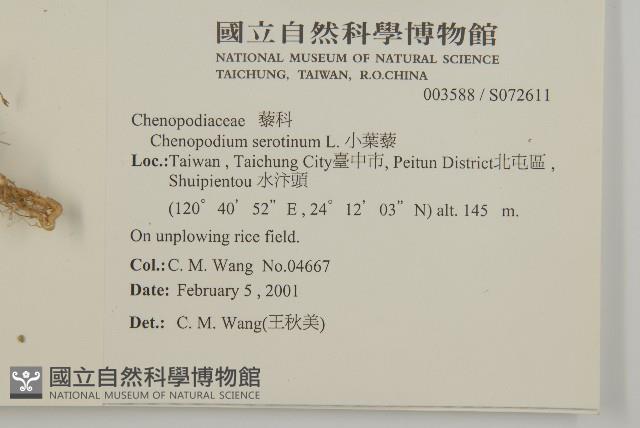 國立自然科學博物館
NATIONAL MUSEUM OF NATURAL SCIENCE
TAICHUNG, TAIWAN, R.O.CHINA
003588 / S072611
Chenopodiaceae 藜科
Chenopodium serotinum L. 小葉藜
Loc.:Taiwan , Taichung City臺中市, Peitun District北屯區 ,
Shuipientou 水汴頭
(120° 40’ 52” E , 24° 12’ 03” N) alt. 145 m.
On unplowing rice field.
Col.: C. M. Wang No.04667
Date: February 5 , 2001
Det.: C. M. Wang(王秋美)
國立自然科學博物館
NATIONAL MUSEUM OF NATURAL SCIENCE